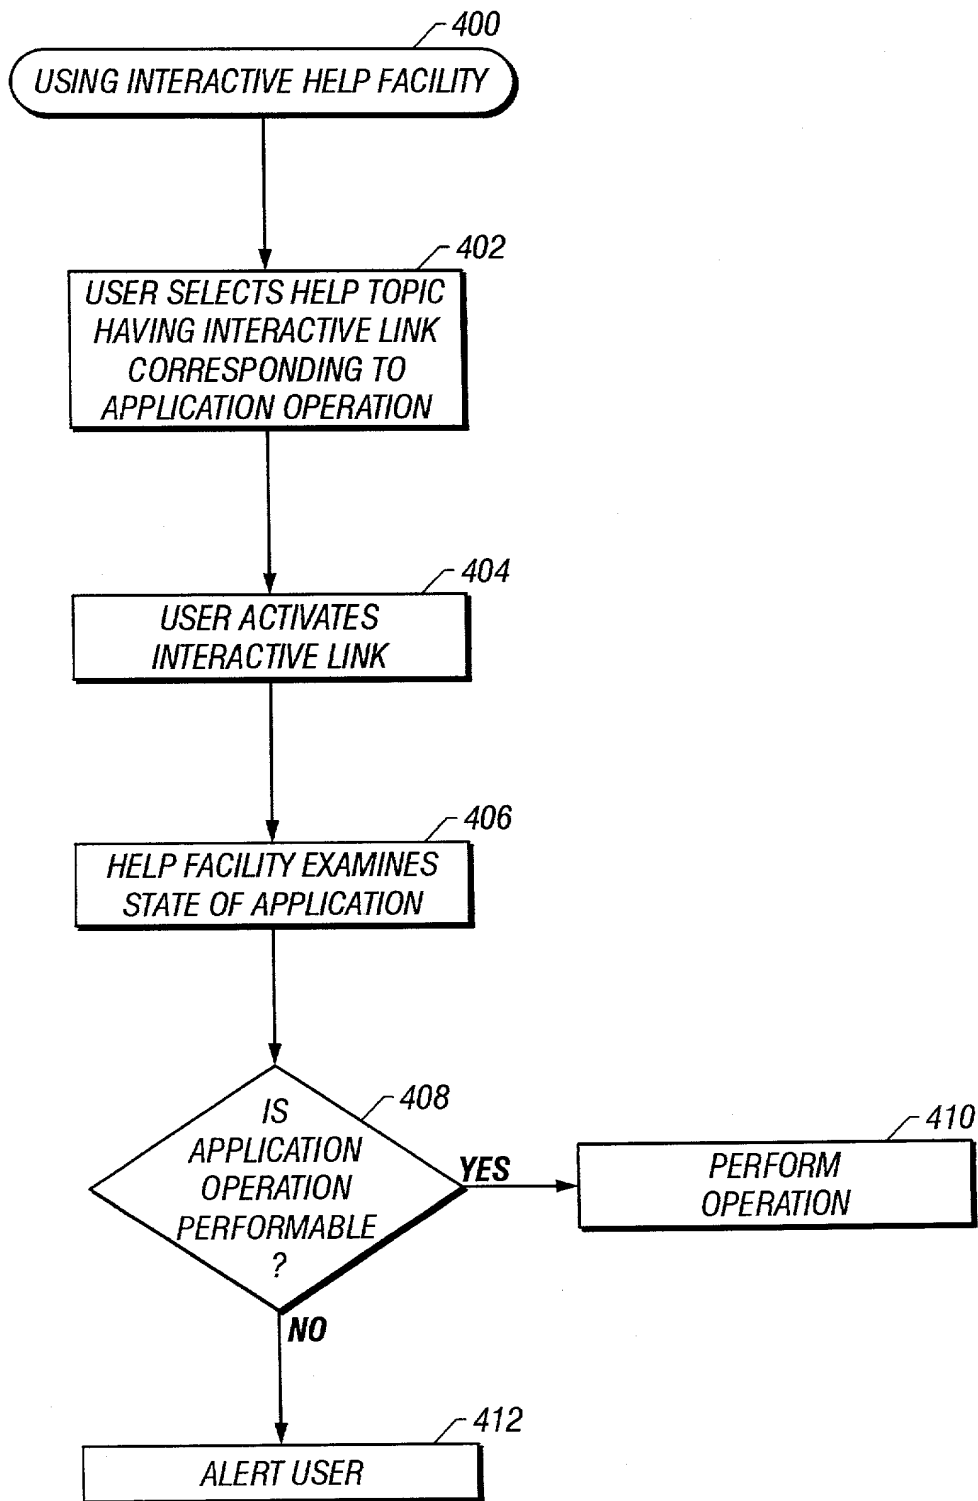 400
USING INTERACTIVE HELP FACILITY
402
USER SELECTS HELP TOPIC
HAVING INTERACTIVE LINK
CORRESPONDING TO
APPLICATION OPERATION
404
USER ACTIVATES
INTERACTIVE LINK
406
HELP FACILITY EXAMINES
STATE OF APPLICATION
408
IS
APPLICATION
OPERATION
PERFORMABLE
?
YES
410
PERFORM
OPERATION
NO
412
ALERT USER